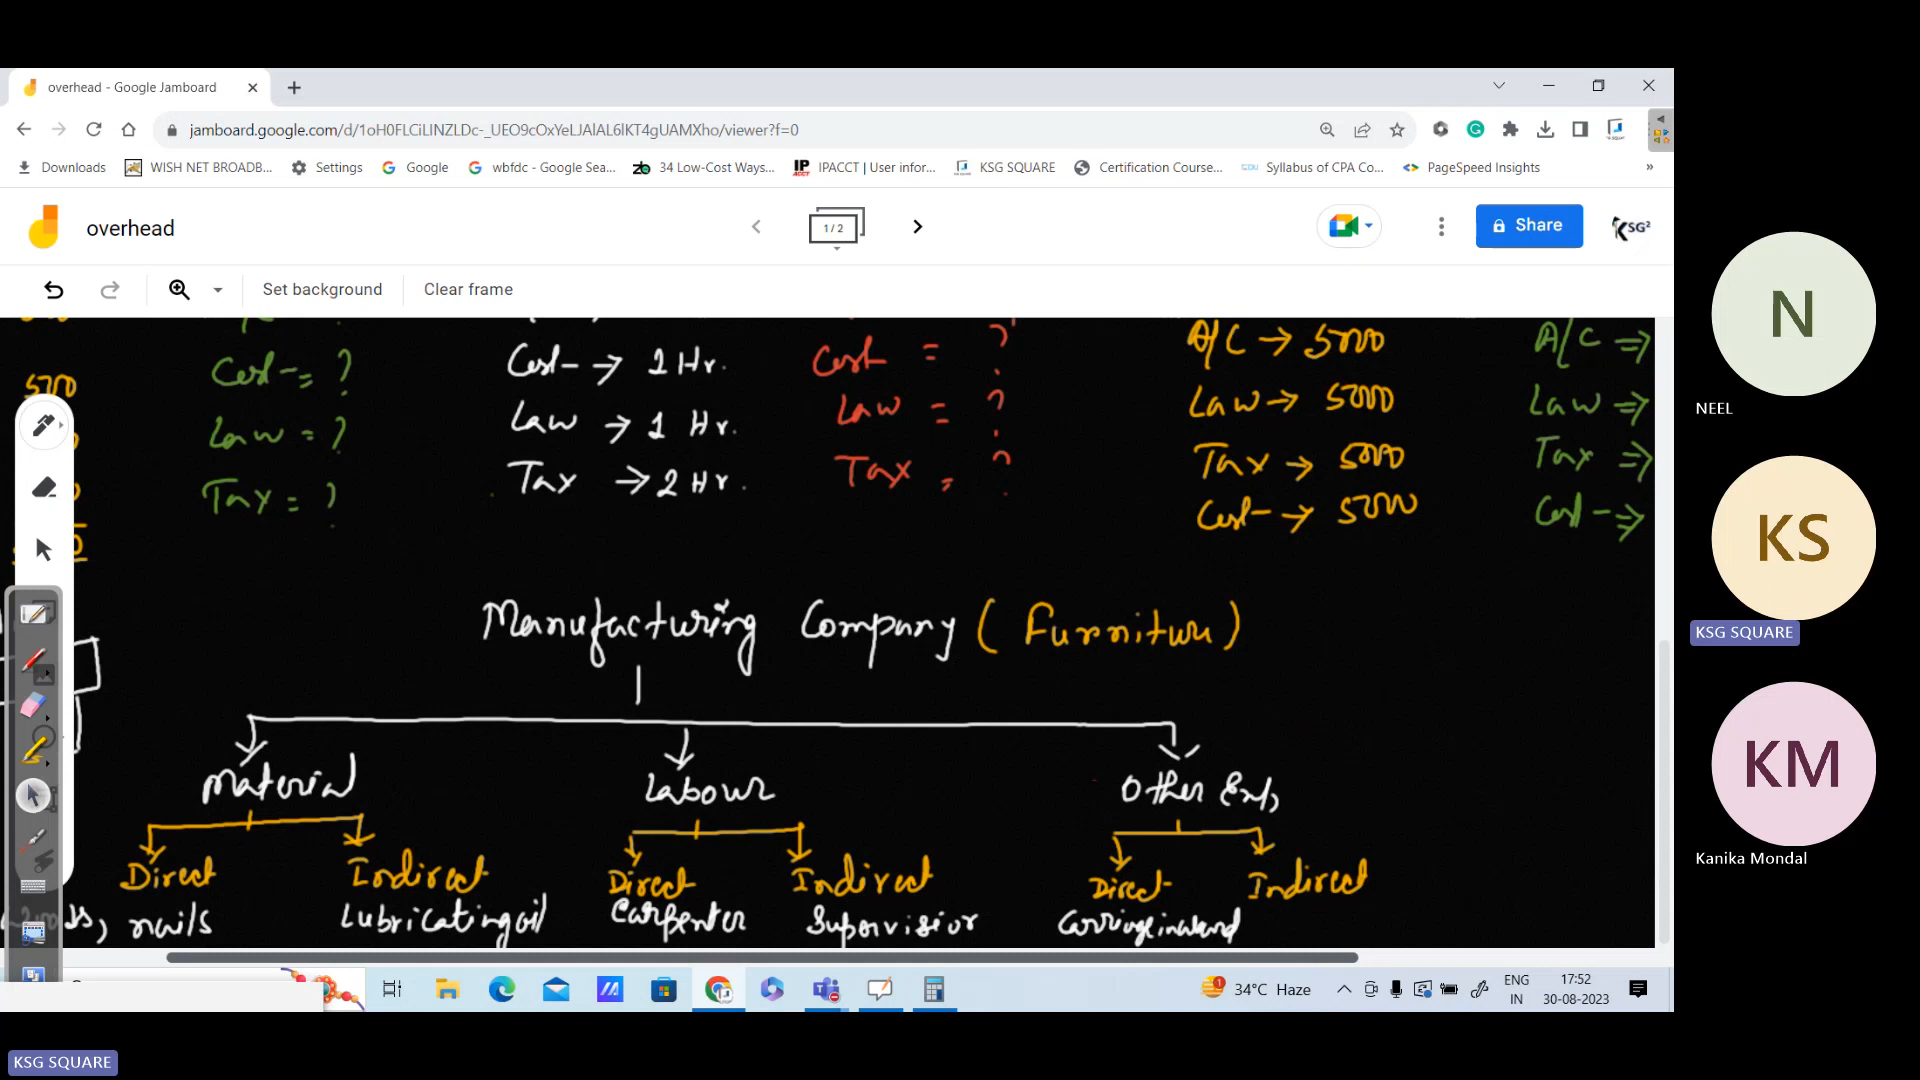 overhead - Google Jamboard
jamboard.google.com/d/1oH0FLCiLINZLDc-_UEO9cOxYeLJAlAL6lKT4gUAMXho/viewer?f=0
Downloads WISH NET BROADB... Settings Google wbfdc - Google Sea... 34 Low-Cost Ways... IPACCT | User infor... KSG SQUARE Certification Course... Syllabus of CPA Co... PageSpeed Insights »
overhead 1 / 2 Share KSG²
Set background Clear frame
Cost = ? Cost → 2 Hr. Cost = ? A/C → 5000 A/C ⇒
5000
Law = ? Law → 1 Hr. Law = ? Law → 5000 Law ⇒
Tax = ? Tax → 2 Hr. Tax = ? Tax → 5000 Tax ⇒
Cost → 5000 Cost ⇒
Manufacturing Company (Furniture)
Material Labour Other Exp,
Direct Indirect Direct Indirect Direct Indirect
nails Lubricating oil Carpenter Supervisior Carriage inward
N
NEEL
KS
KSG SQUARE
KM
Kanika Mondal
34°C Haze ENG IN 17:52 30-08-2023
KSG SQUARE